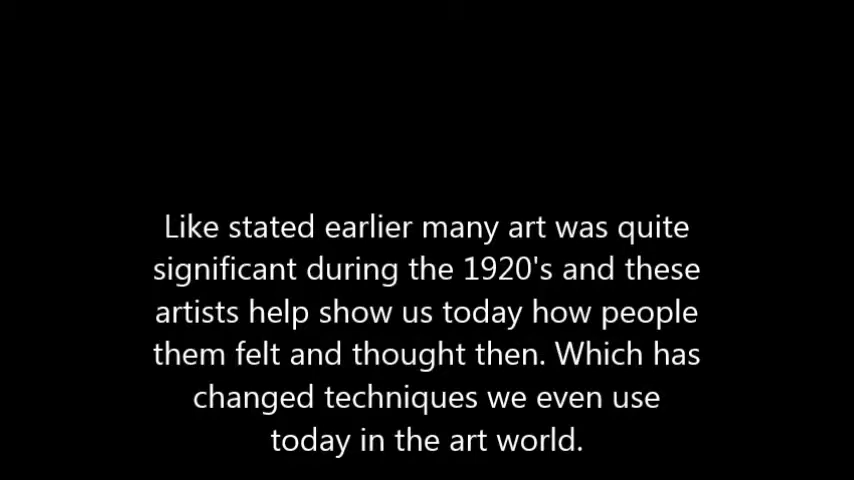 Like stated earlier many art was quite
significant during the 1920's and these
artists help show us today how people
them felt and thought then. Which has
changed techniques we even use
today in the art world.